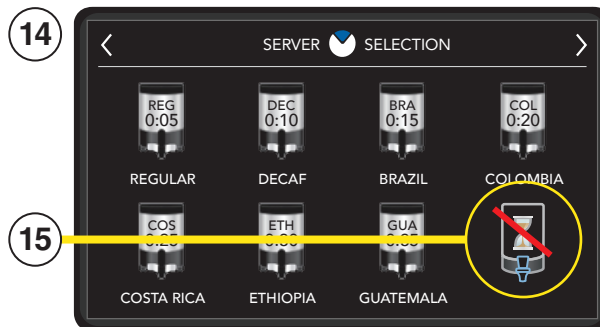 14
SERVER SELECTION
REG DEC BRA COL
0:05 0:10 0:15 0:20
REGULAR DECAF BRAZIL COLOMBIA
15
COS ETH GUA
COSTA RICA ETHIOPIA GUATEMALA